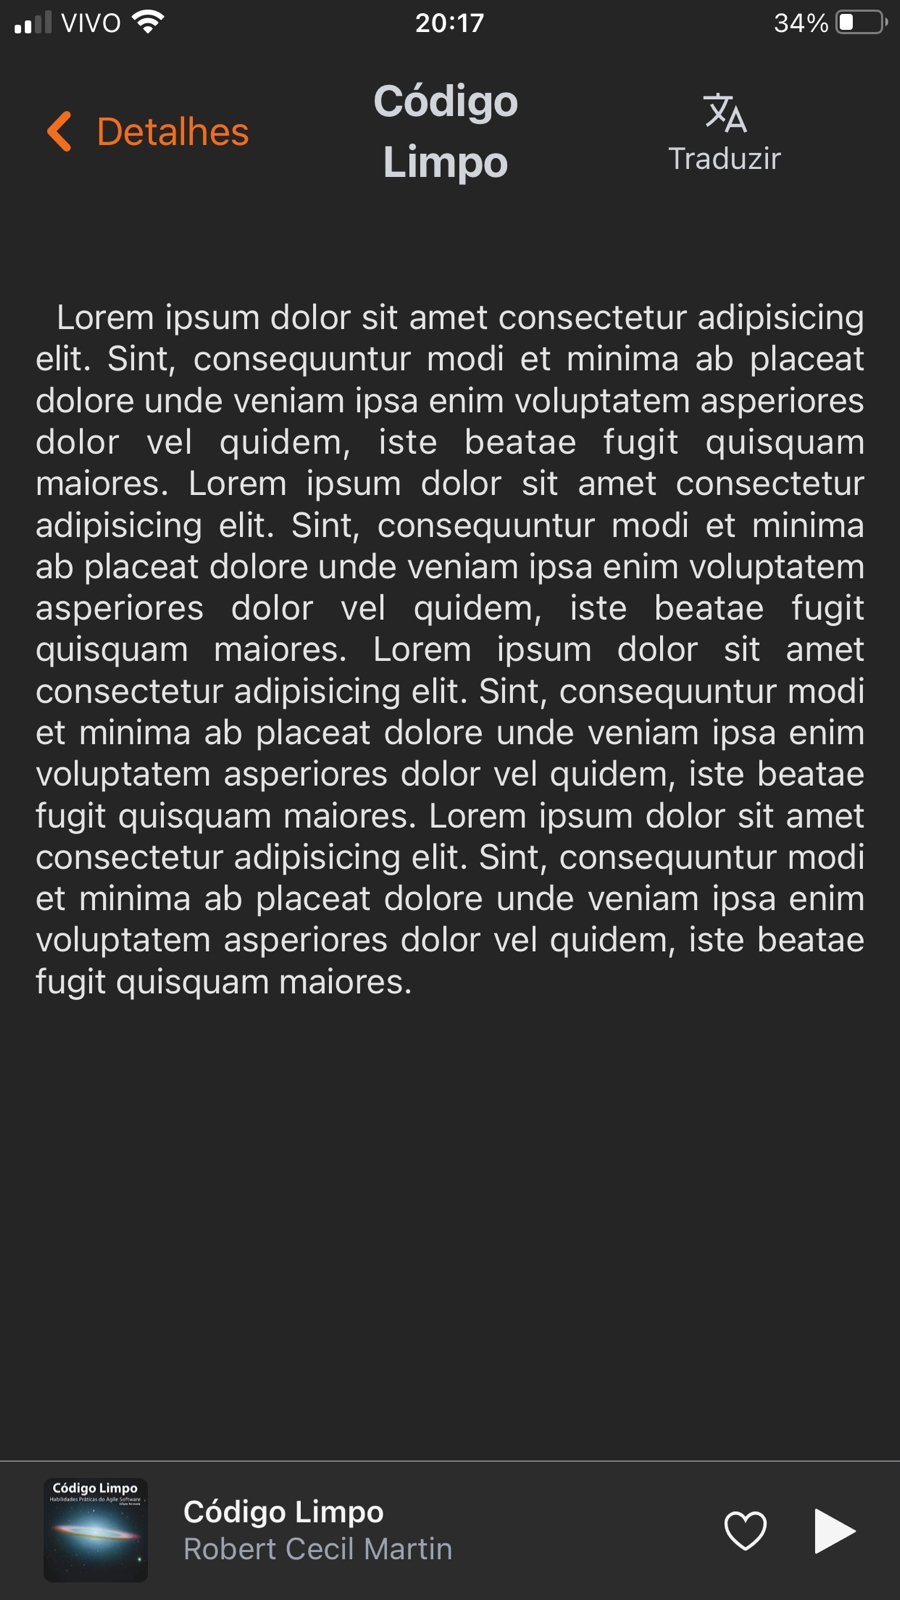 VIVO
20:17
34%
Detalhes
Código
Limpo
Traduzir
Lorem ipsum dolor sit amet consectetur adipisicing
elit. Sint, consequuntur modi et minima ab placeat
dolore unde veniam ipsa enim voluptatem asperiores
dolor vel quidem, iste beatae fugit quisquam
maiores. Lorem ipsum dolor sit amet consectetur
adipisicing elit. Sint, consequuntur modi et minima
ab placeat dolore unde veniam ipsa enim voluptatem
asperiores dolor vel quidem, iste beatae fugit
quisquam maiores. Lorem ipsum dolor sit amet
consectetur adipisicing elit. Sint, consequuntur modi
et minima ab placeat dolore unde veniam ipsa enim
voluptatem asperiores dolor vel quidem, iste beatae
fugit quisquam maiores. Lorem ipsum dolor sit amet
consectetur adipisicing elit. Sint, consequuntur modi
et minima ab placeat dolore unde veniam ipsa enim
voluptatem asperiores dolor vel quidem, iste beatae
fugit quisquam maiores.
Código Limpo
Habilidades Práticas do Agile Software
Código Limpo
Robert Cecil Martin